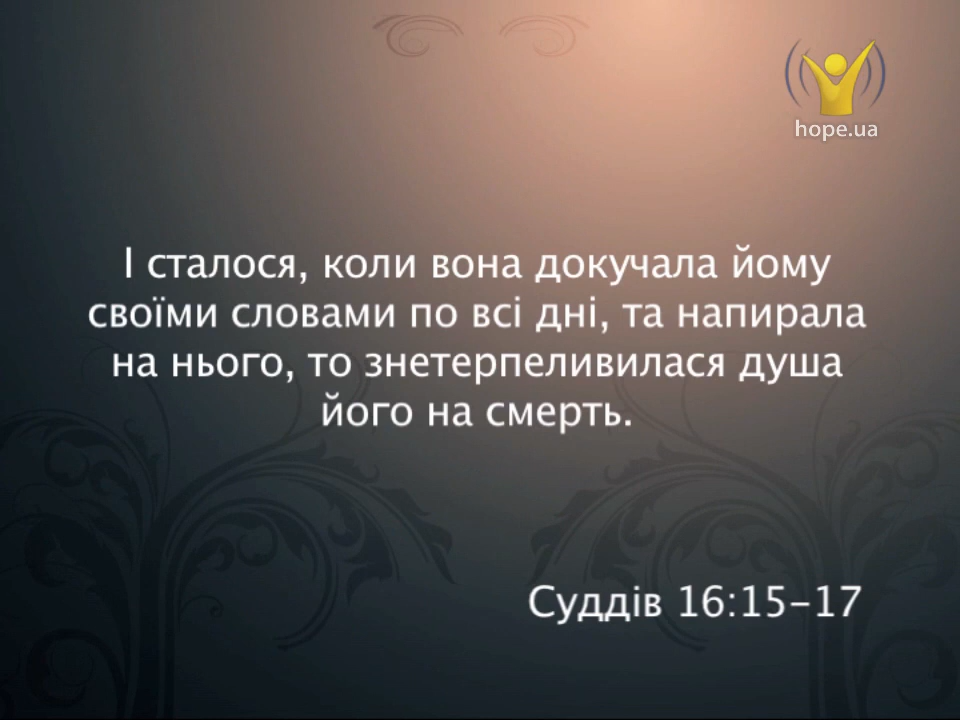 hope.ua
І сталося, коли вона докучала йому
своїми словами по всі дні, та напирала
на нього, то знетерпеливилася душа
його на смерть.
Суддів 16:15-17